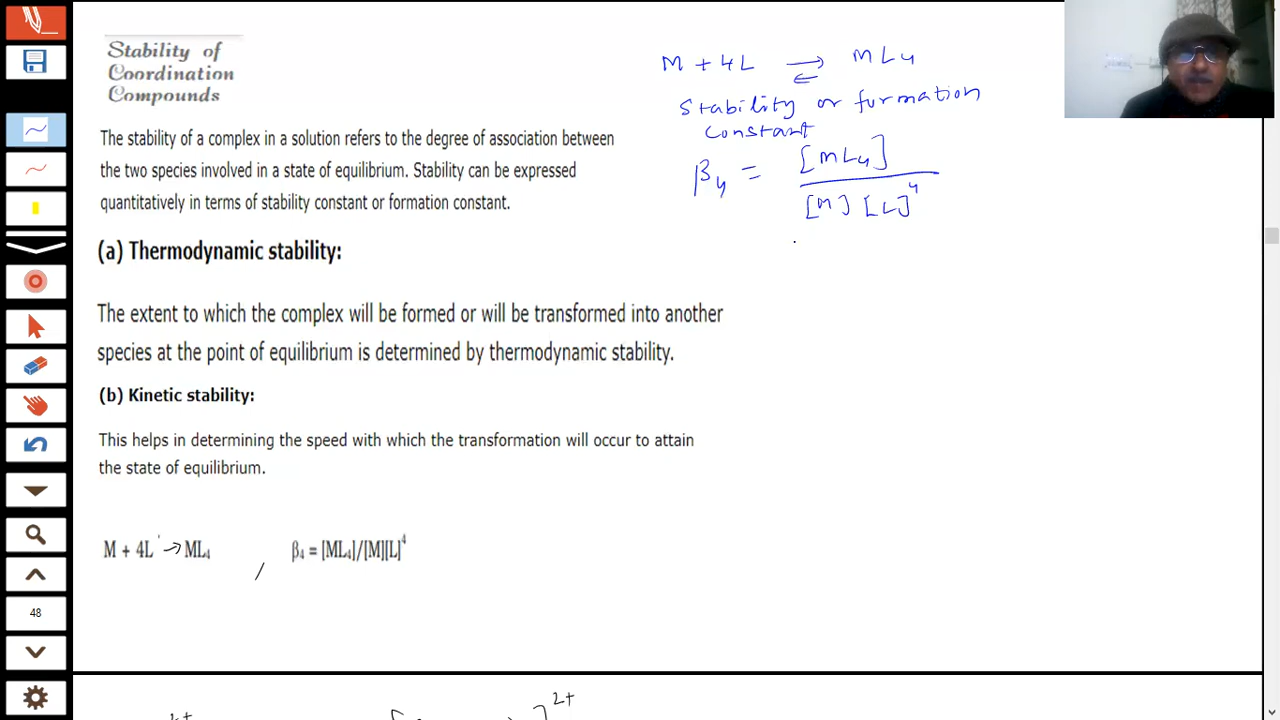 Stability of
Coordination
Compounds
The stability of a complex in a solution refers to the degree of association between
the two species involved in a state of equilibrium. Stability can be expressed
quantitatively in terms of stability constant or formation constant.
(a) Thermodynamic stability:
The extent to which the complex will be formed or will be transformed into another
species at the point of equilibrium is determined by thermodynamic stability.
(b) Kinetic stability:
This helps in determining the speed with which the transformation will occur to attain
the state of equilibrium.
M + 4L → ML₄
/ β₄ = [ML₄]/[M][L]⁴
M + 4L ⇄ ML₄
Stability or formation
constant
β₄ = [ML₄]
[M] [L]⁴
48
]²⁺